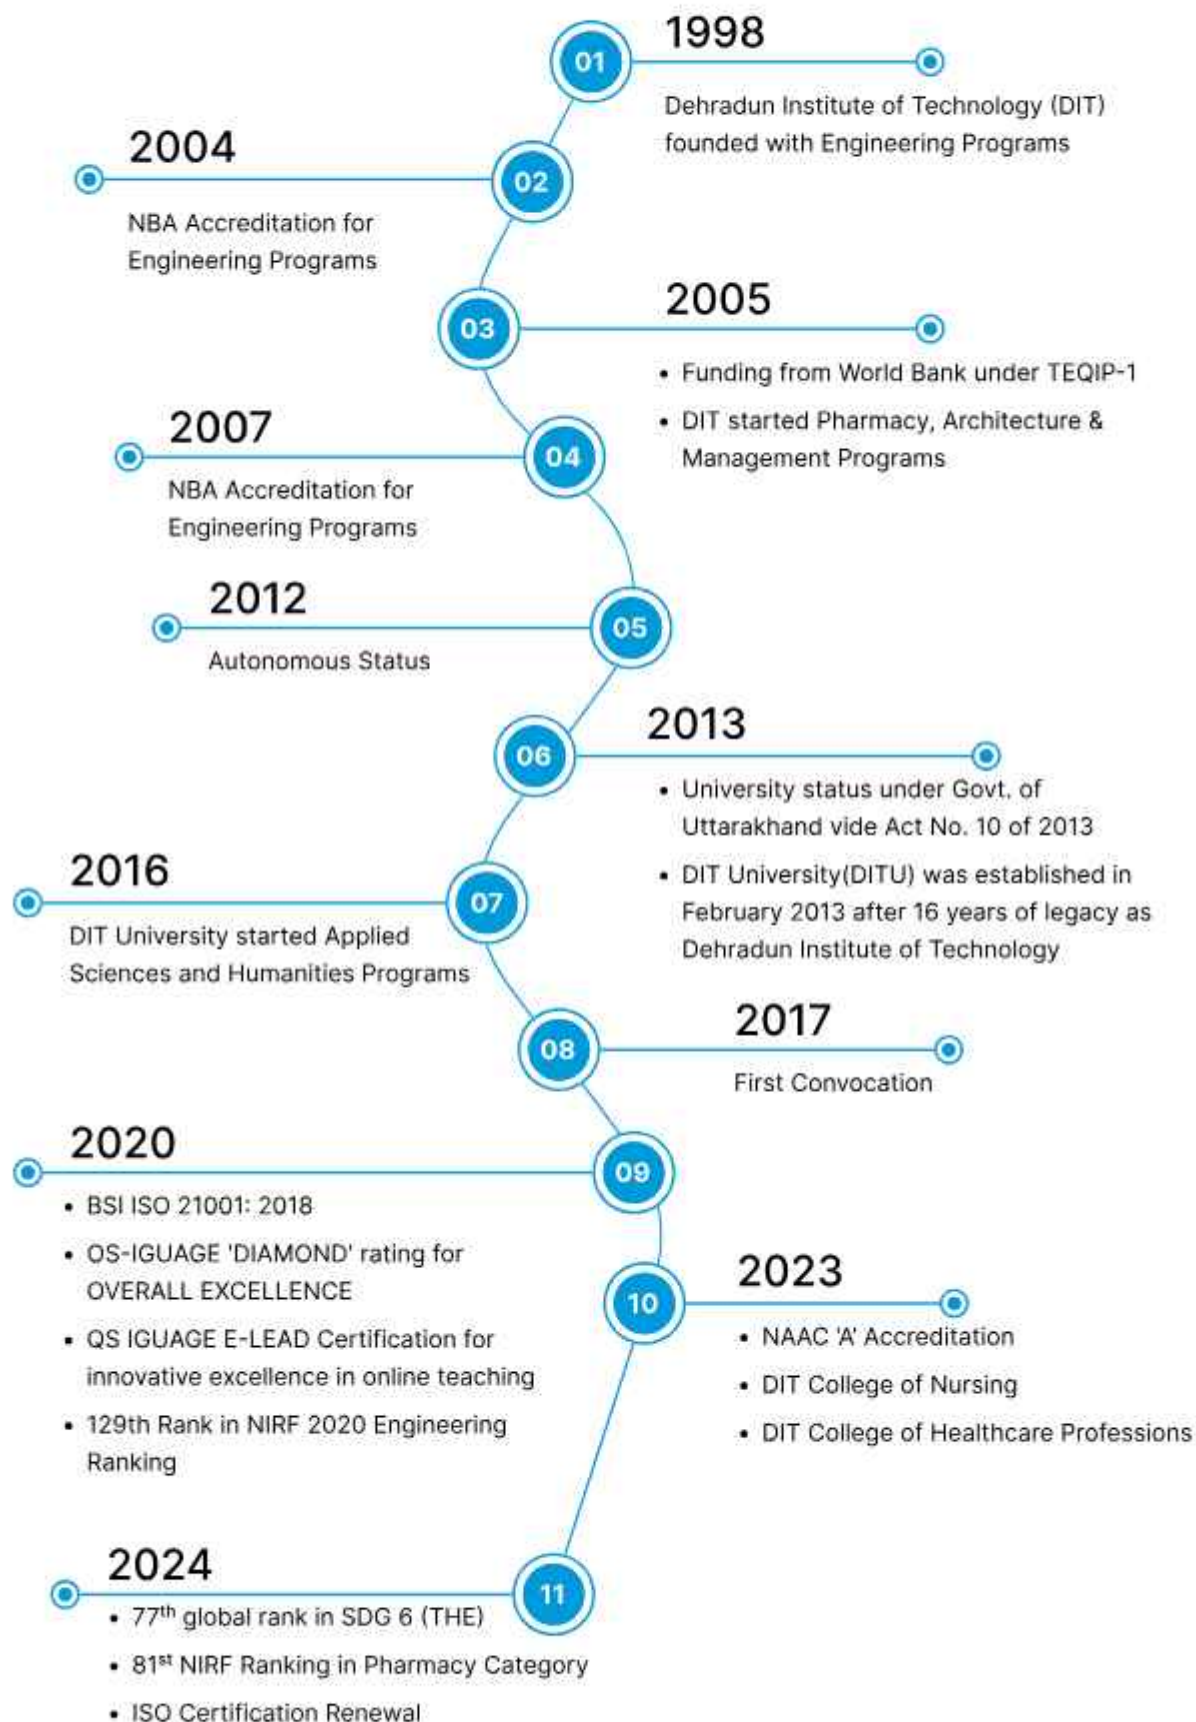 01
1998
Dehradun Institute of Technology (DIT)
founded with Engineering Programs
2004
02
NBA Accreditation for
Engineering Programs
03
2005
• Funding from World Bank under TEQIP-1
• DIT started Pharmacy, Architecture &
Management Programs
2007
04
NBA Accreditation for
Engineering Programs
2012
05
Autonomous Status
06
2013
• University status under Govt. of
Uttarakhand vide Act No. 10 of 2013
• DIT University(DITU) was established in
February 2013 after 16 years of legacy as
Dehradun Institute of Technology
2016
07
DIT University started Applied
Sciences and Humanities Programs
08
2017
First Convocation
2020
09
• BSI ISO 21001: 2018
• OS-IGUAGE 'DIAMOND' rating for
OVERALL EXCELLENCE
• QS IGUAGE E-LEAD Certification for
innovative excellence in online teaching
• 129th Rank in NIRF 2020 Engineering
Ranking
10
2023
• NAAC 'A' Accreditation
• DIT College of Nursing
• DIT College of Healthcare Professions
2024
11
• 77th global rank in SDG 6 (THE)
• 81st NIRF Ranking in Pharmacy Category
• ISO Certification Renewal